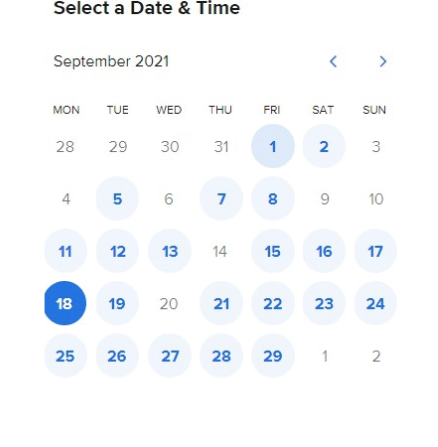 Select a Date & Time
September 2021
MON TUE WED THU FRI SAT SUN
28 29 30 31 1 2 3
4 5 6 7 8 9 10
11 12 13 14 15 16 17
18 19 20 21 22 23 24
25 26 27 28 29 1 2